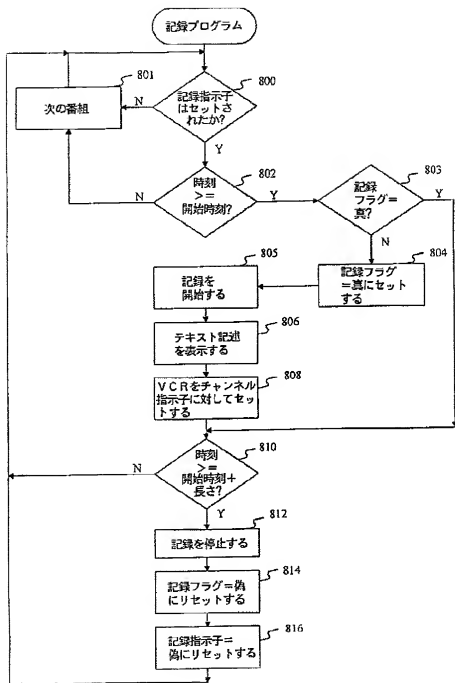 記録プログラム
800
記録指示子
はセットさ
れたか?
801
次の番組
N
Y
802
時刻
>=
開始時刻?
N
Y
803
記録
フラグ=
真?
Y
N
804
記録フラグ
=真にセット
する
805
記録を
開始する
806
テキスト記述
を表示する
808
VCRをチャンネル
指示子に対してセッ
トする
810
時刻
>=
開始時刻+
長さ?
N
Y
812
記録を停止する
814
記録フラグ=偽
にリセットする
816
記録指示子=
偽にリセットする